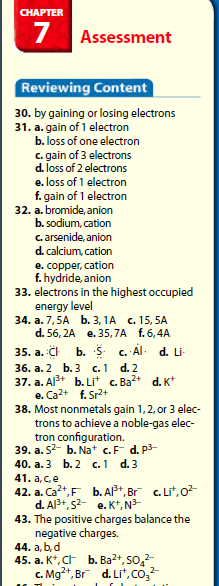 CHAPTER
7
Assessment
Reviewing Content
30. by gaining or losing electrons
31. a. gain of 1 electron
b. loss of one electron
c. gain of 3 electrons
d. loss of 2 electrons
e. loss of 1 electron
f. gain of 1 electron
32. a. bromide, anion
b. sodium, cation
c. arsenide, anion
d. calcium, cation
e. copper, cation
f. hydride, anion
33. electrons in the highest occupied
energy level
34. a. 7, 5A b. 3, 1A c. 15, 5A
d. 56, 2A e. 35, 7A f. 6, 4A
35. a. Cl b. S c. Al d. Li
36. a. 2 b. 3 c. 1 d. 2
37. a. Al³⁺ b. Li⁺ c. Ba²⁺ d. K⁺
e. Ca²⁺ f. Sr²⁺
38. Most nonmetals gain 1, 2, or 3 elec-
trons to achieve a noble-gas elec-
tron configuration.
39. a. S²⁻ b. Na⁺ c. F⁻ d. P³⁻
40. a. 3 b. 2 c. 1 d. 3
41. a, c, e
42. a. Ca²⁺, F⁻ b. Al³⁺, Br⁻ c. Li⁺, O²⁻
d. Al³⁺, S²⁻ e. K⁺, N³⁻
43. The positive charges balance the
negative charges.
44. a, b, d
45. a. K⁺, Cl⁻ b. Ba²⁺, SO₄²⁻
c. Mg²⁺, Br⁻ d. Li⁺, CO₃²⁻